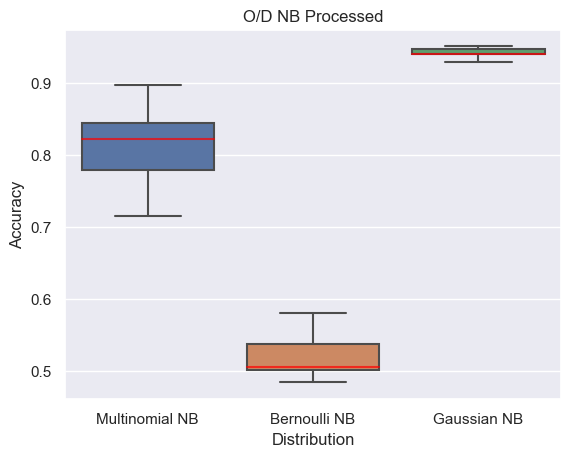 O/D NB Processed
Accuracy
0.9
0.8
0.7
0.6
0.5
Multinomial NB
Bernoulli NB
Gaussian NB
Distribution